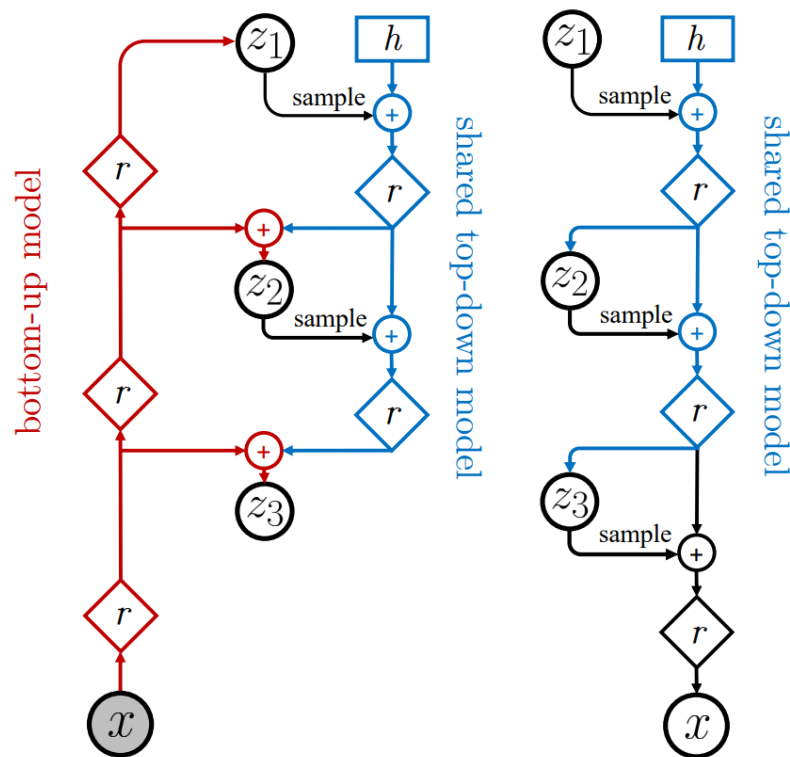 z1
h
sample
+
r
r
+
z2
sample
+
r
r
+
z3
r
x
bottom-up model
shared top-down model
z1
h
sample
+
r
z2
sample
+
r
z3
sample
+
r
x
shared top-down model